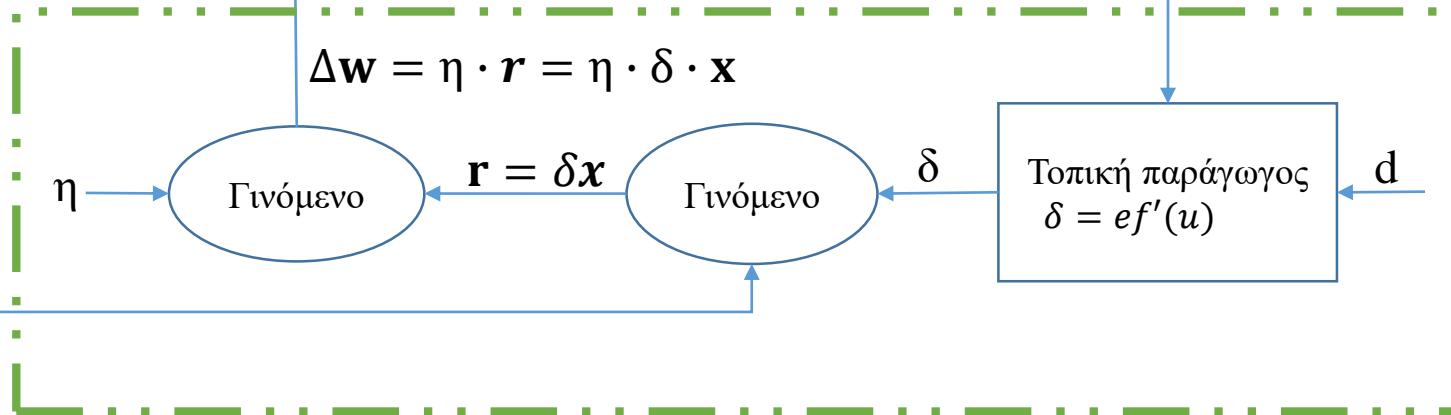 Δ𝐰 = η · 𝒓 = η · δ · 𝐱
η
Γινόμενο
𝐫 = 𝛿𝒙
Γινόμενο
δ
Τοπική παράγωγος
𝛿 = 𝑒𝑓′(𝑢)
d